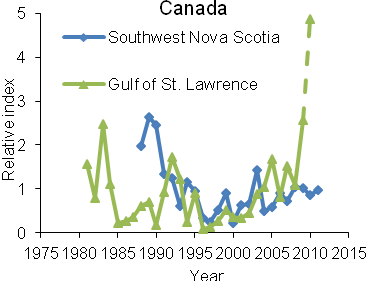 Canada
5
4
3
2
1
0
Relative index
Southwest Nova Scotia
Gulf of St. Lawrence
1975 1980 1985 1990 1995 2000 2005 2010 2015
Year